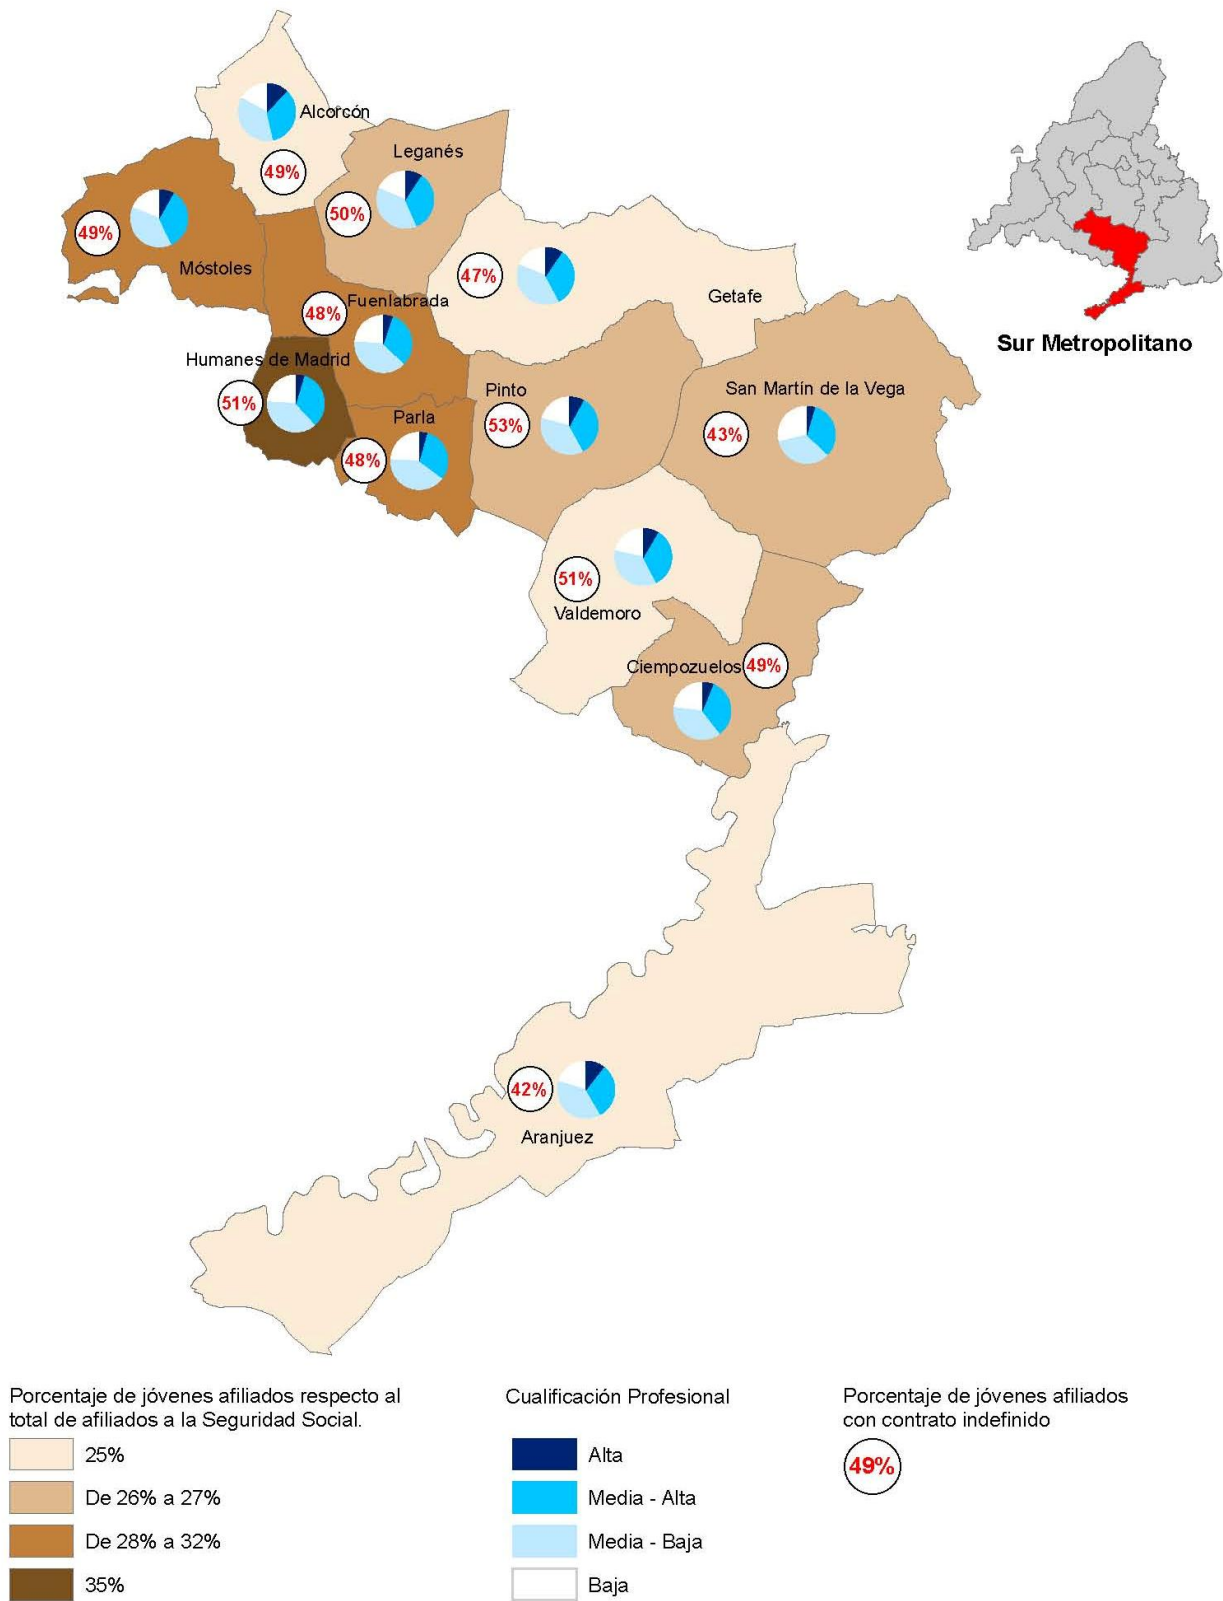 Alcorcón
49%
Leganés
50%
49%
Móstoles
47%
Getafe
Fuenlabrada
48%
Sur Metropolitano
Humanes de Madrid
51%
Parla
48%
Pinto
53%
San Martín de la Vega
43%
51%
Valdemoro
Ciempozuelos
49%
42%
Aranjuez
Porcentaje de jóvenes afiliados respecto al
total de afiliados a la Seguridad Social.
25%
De 26% a 27%
De 28% a 32%
35%
Cualificación Profesional
Alta
Media - Alta
Media - Baja
Baja
Porcentaje de jóvenes afiliados
con contrato indefinido
49%